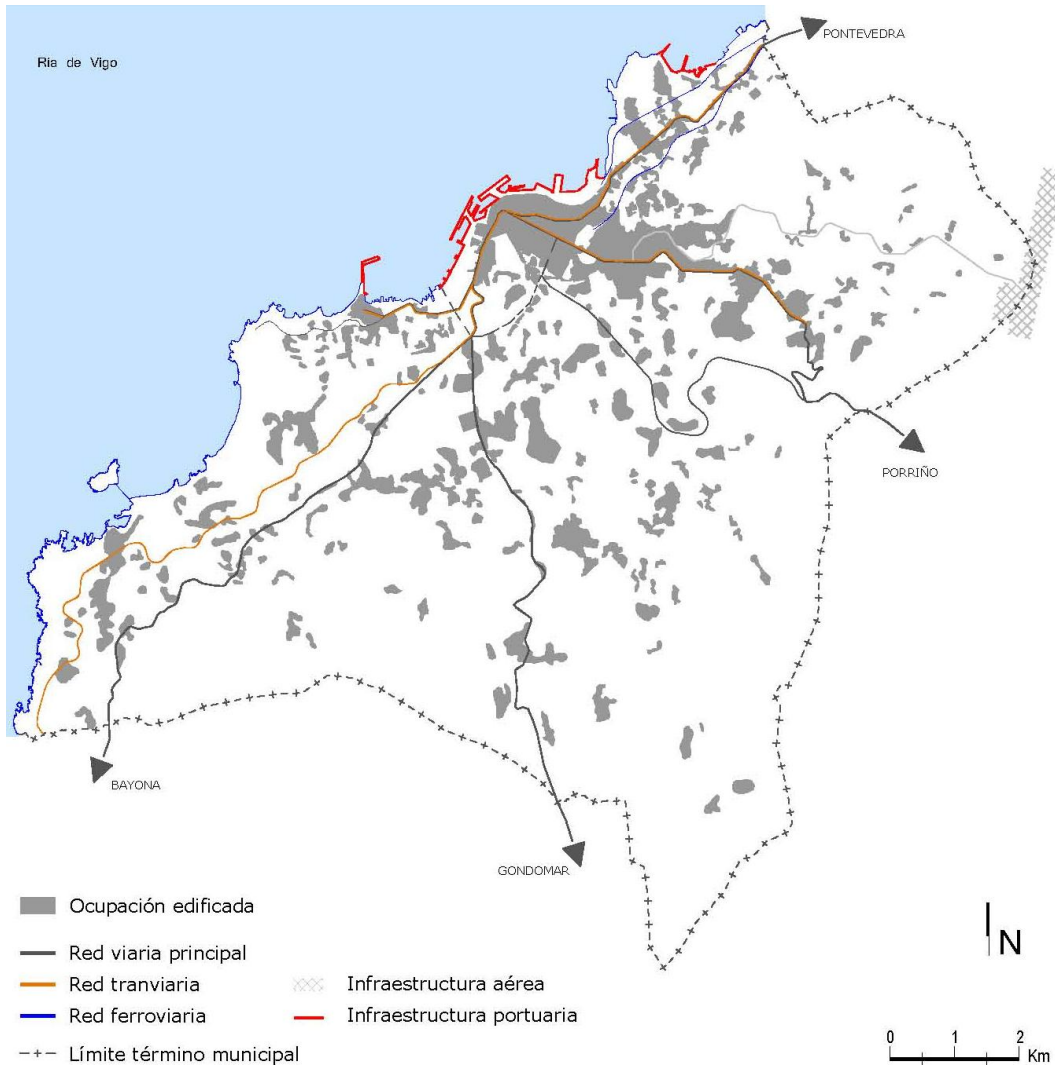 PONTEVEDRA
Ria de Vigo
PORRIÑO
BAYONA
GONDOMAR
Ocupación edificada
Red viaria principal
Red tranviaria
Infraestructura aérea
Red ferroviaria
Infraestructura portuaria
Límite término municipal
N
0 1 2
Km